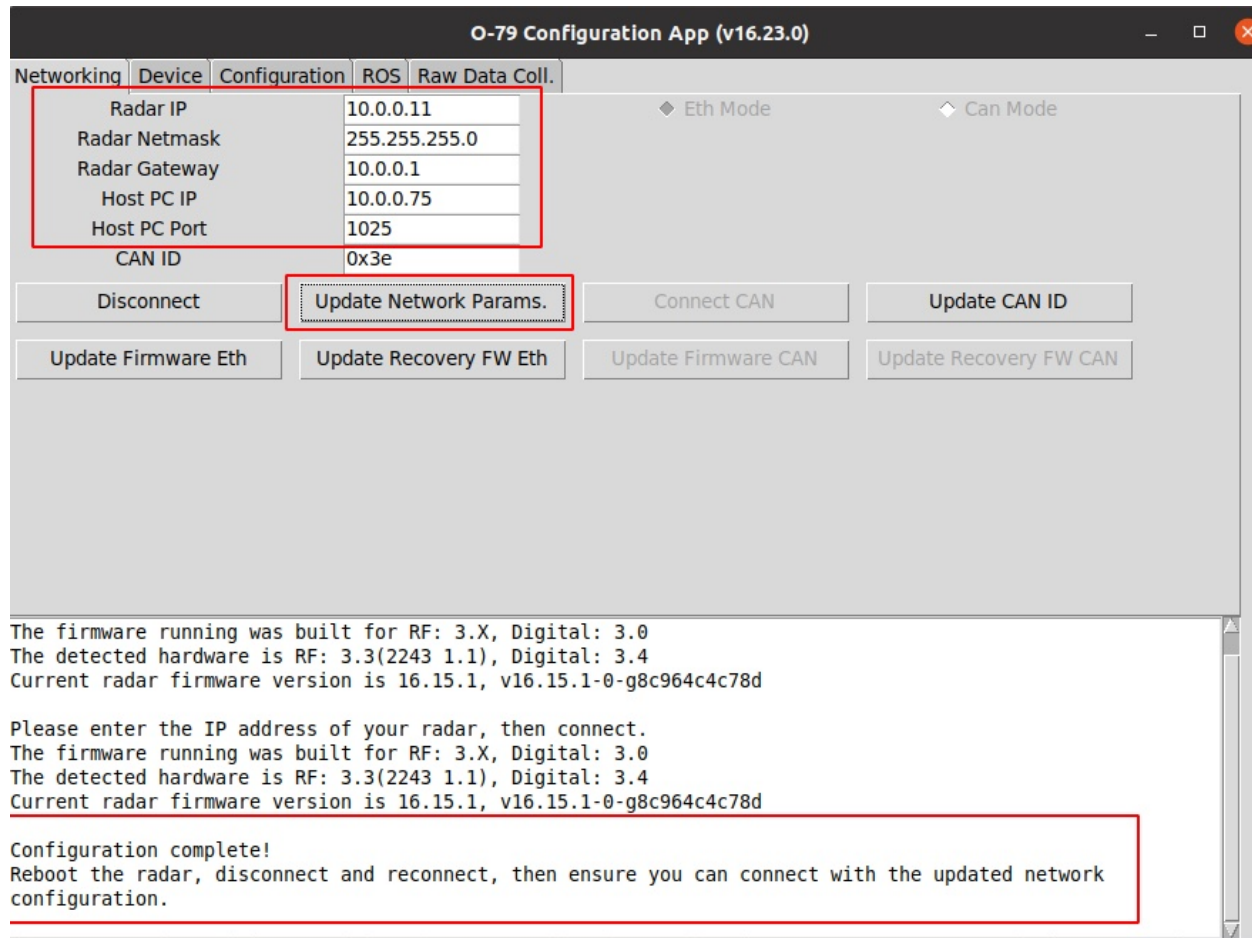 O-79 Configuration App (v16.23.0)
Networking Device Configuration ROS Raw Data Coll.
Radar IP 10.0.0.11 Eth Mode Can Mode
Radar Netmask 255.255.255.0
Radar Gateway 10.0.0.1
Host PC IP 10.0.0.75
Host PC Port 1025
CAN ID 0x3e
Disconnect Update Network Params. Connect CAN Update CAN ID
Update Firmware Eth Update Recovery FW Eth Update Firmware CAN Update Recovery FW CAN
The firmware running was built for RF: 3.X, Digital: 3.0
The detected hardware is RF: 3.3(2243 1.1), Digital: 3.4
Current radar firmware version is 16.15.1, v16.15.1-0-g8c964c4c78d
Please enter the IP address of your radar, then connect.
The firmware running was built for RF: 3.X, Digital: 3.0
The detected hardware is RF: 3.3(2243 1.1), Digital: 3.4
Current radar firmware version is 16.15.1, v16.15.1-0-g8c964c4c78d
Configuration complete!
Reboot the radar, disconnect and reconnect, then ensure you can connect with the updated network
configuration.